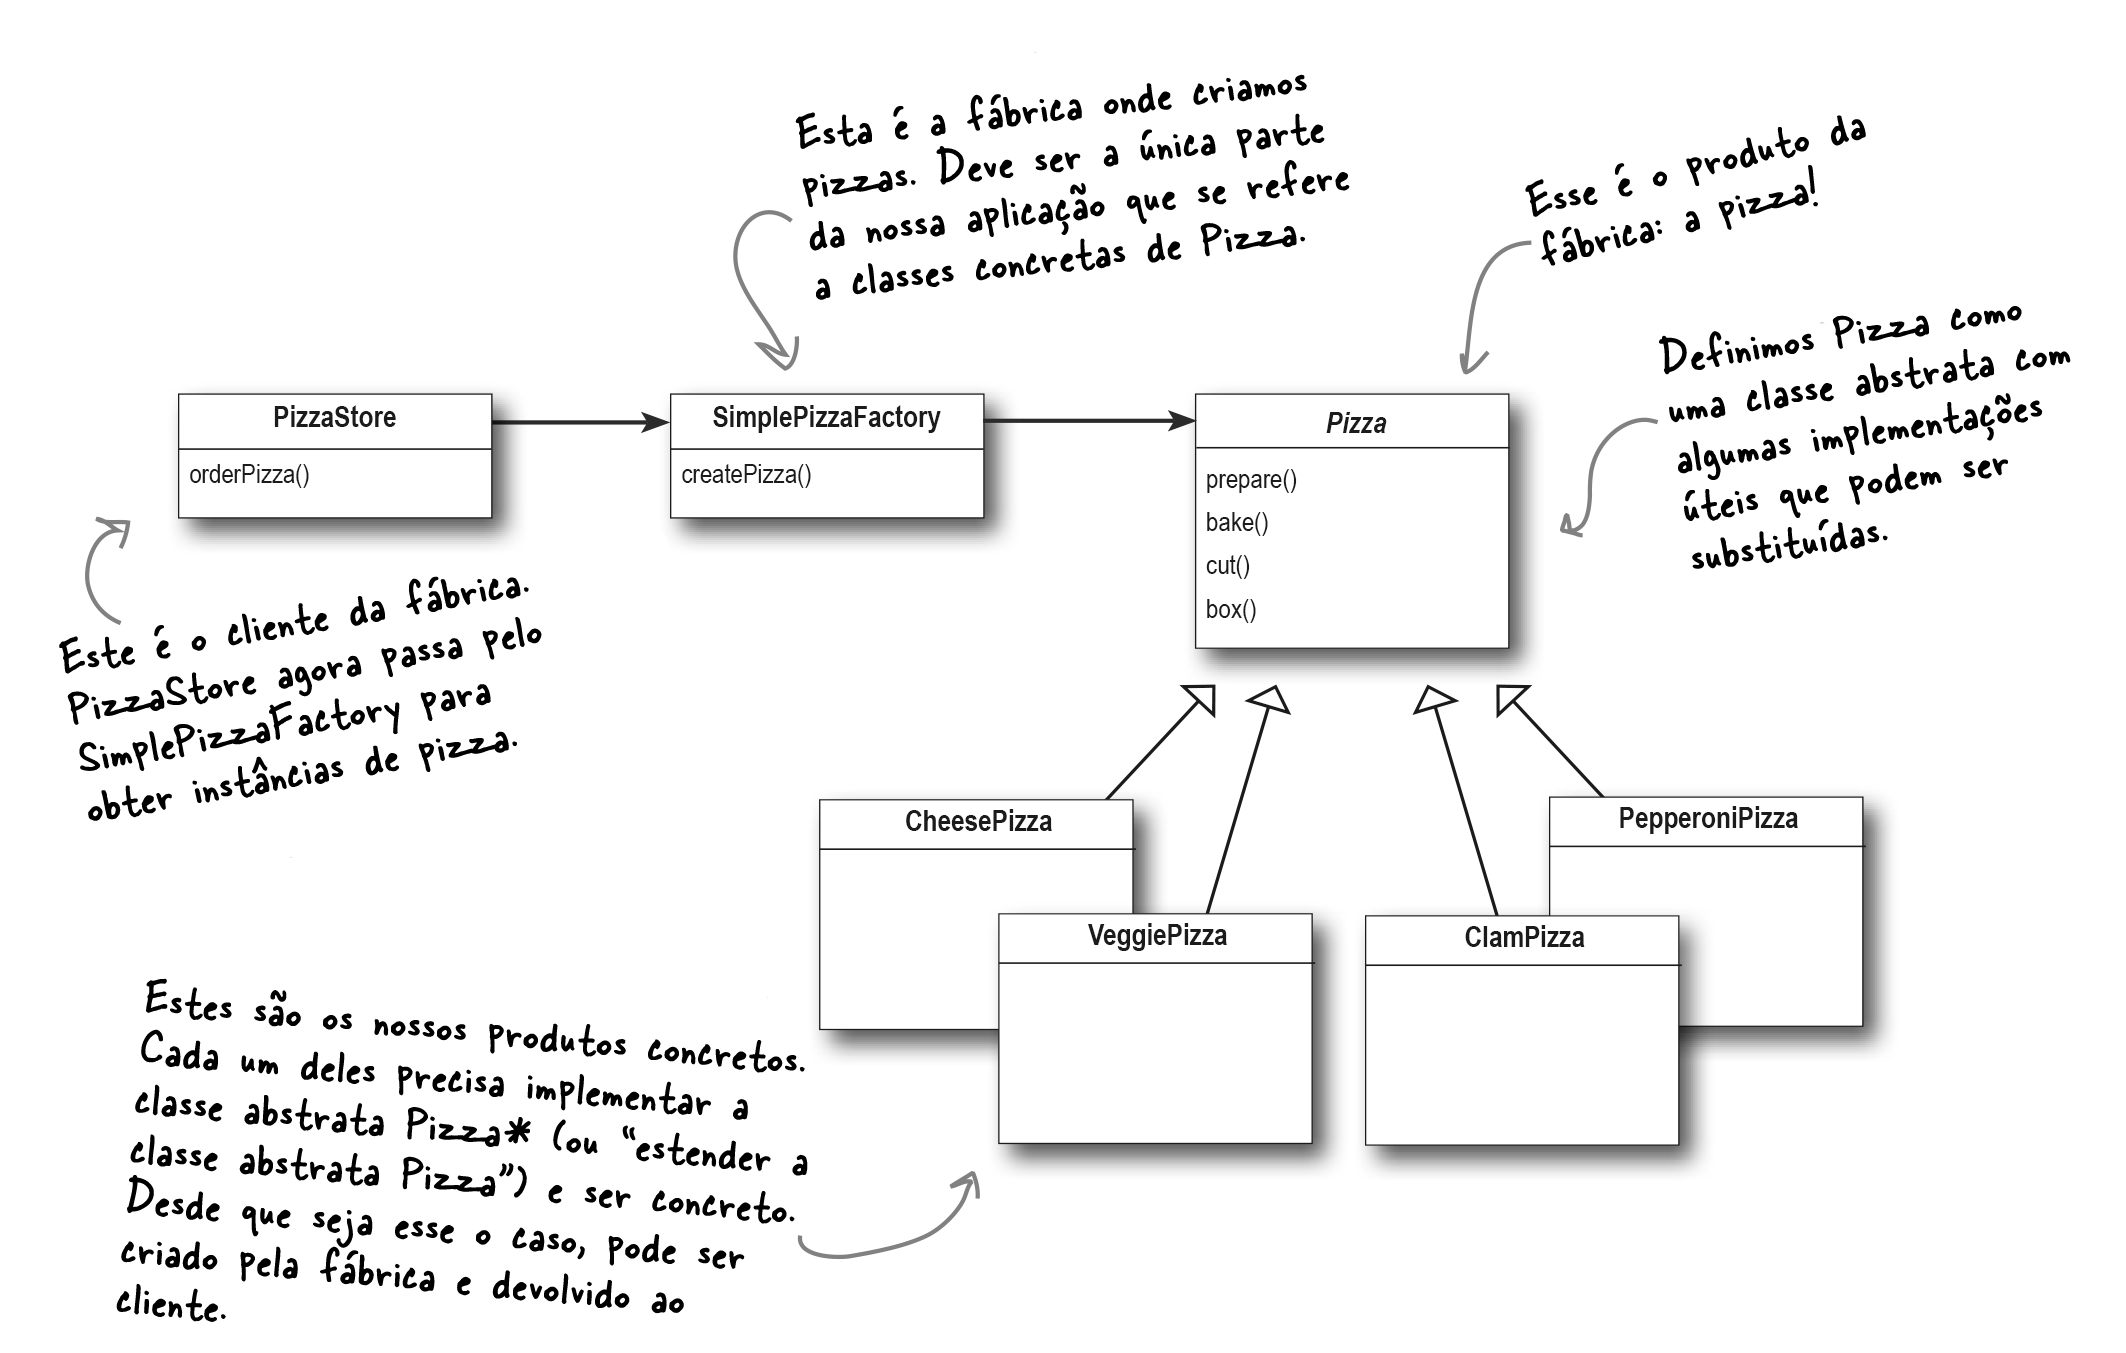 Esta é a fábrica onde criamos
pizzas. Deve ser a única parte
da nossa aplicação que se refere
a classes concretas de Pizza.
Esse é o produto da
fábrica: a pizza!
Definimos Pizza como
uma classe abstrata com
algumas implementações
úteis que podem ser
substituídas.
PizzaStore
orderPizza()
SimplePizzaFactory
createPizza()
Pizza
prepare()
bake()
cut()
box()
Este é o cliente da fábrica.
PizzaStore agora passa pelo
SimplePizzaFactory para
obter instâncias de pizza.
CheesePizza
VeggiePizza
ClamPizza
PepperoniPizza
Estes são os nossos produtos concretos.
Cada um deles precisa implementar a
classe abstrata Pizza* (ou “estender a
classe abstrata Pizza”) e ser concreto.
Desde que seja esse o caso, pode ser
criado pela fábrica e devolvido ao
cliente.